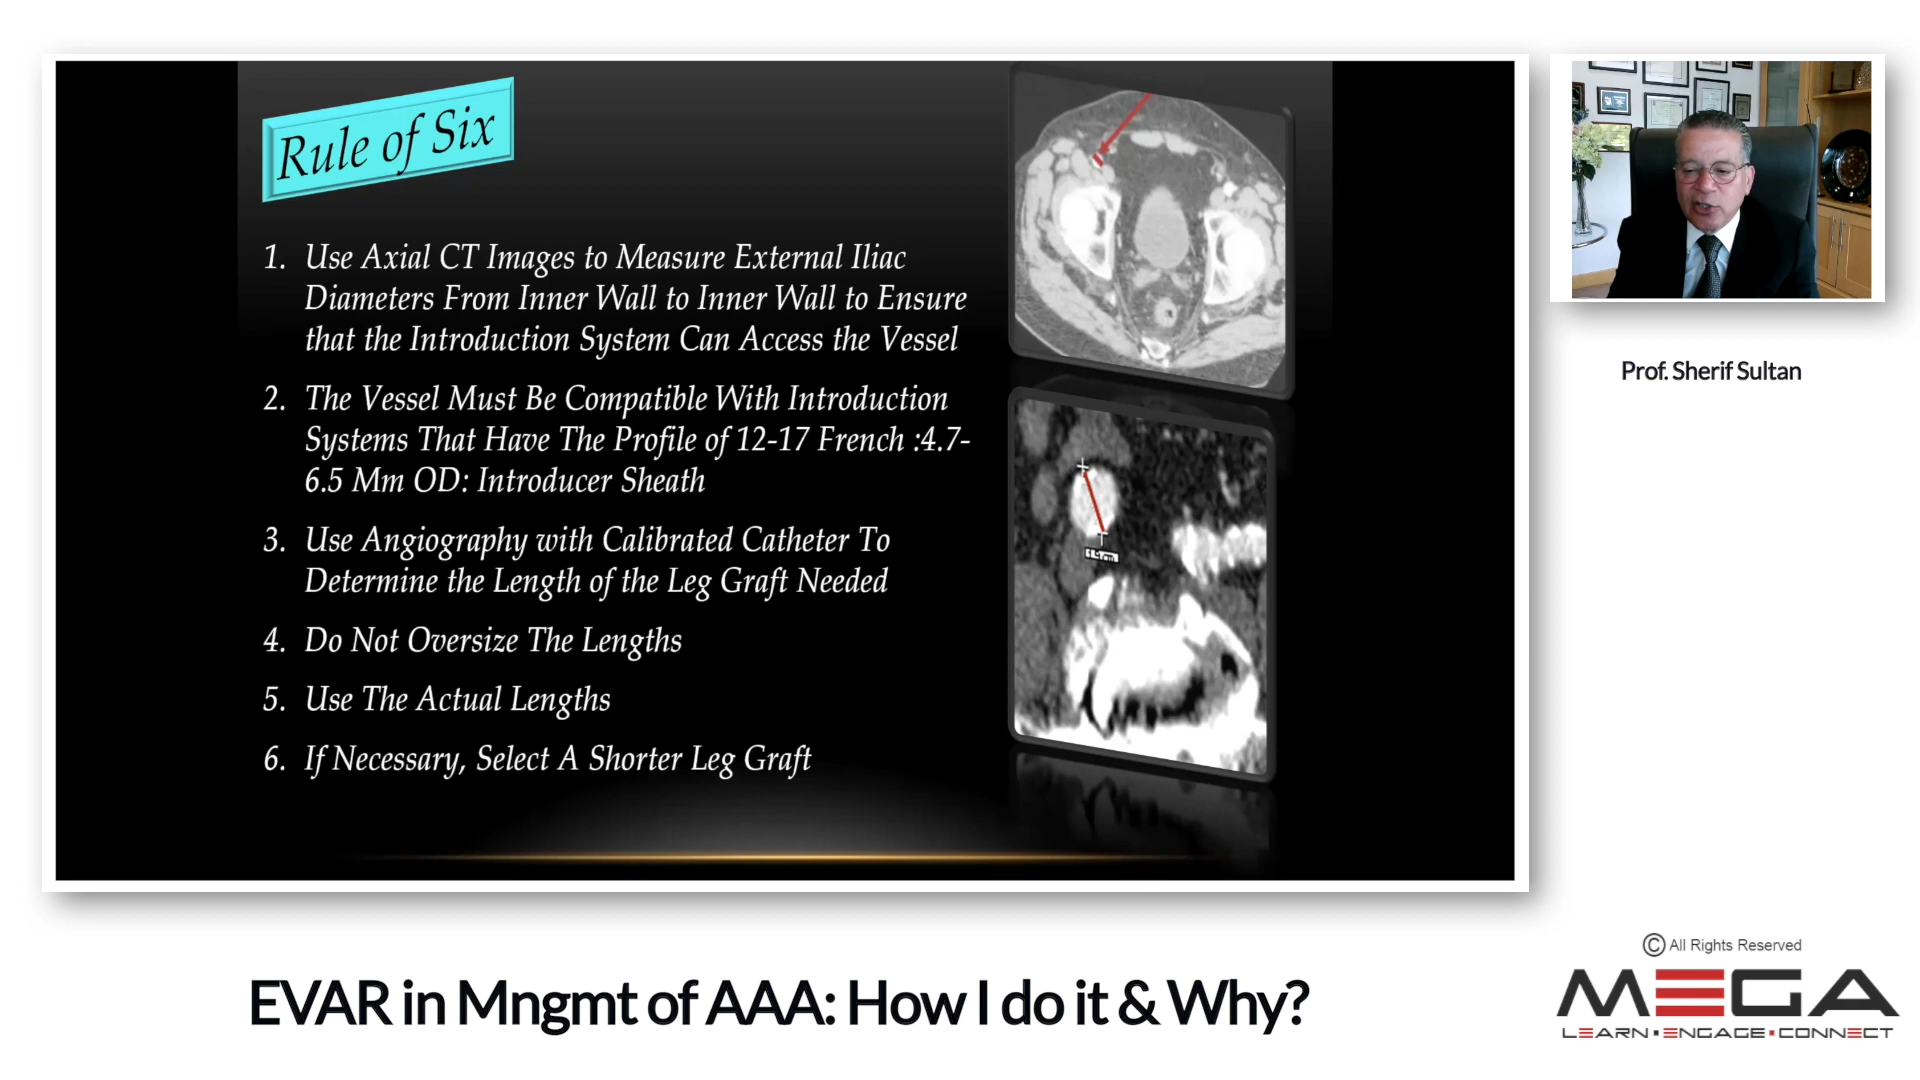 Rule of Six
1. Use Axial CT Images to Measure External Iliac
Diameters From Inner Wall to Inner Wall to Ensure
that the Introduction System Can Access the Vessel
2. The Vessel Must Be Compatible With Introduction
Systems That Have The Profile of 12-17 French :4.7-
6.5 Mm OD: Introducer Sheath
3. Use Angiography with Calibrated Catheter To
Determine the Length of the Leg Graft Needed
4. Do Not Oversize The Lengths
5. Use The Actual Lengths
6. If Necessary, Select A Shorter Leg Graft
Prof. Sherif Sultan
© All Rights Reserved
MEGA
LEARN · ENGAGE · CONNECT
EVAR in Mngmt of AAA: How I do it & Why?